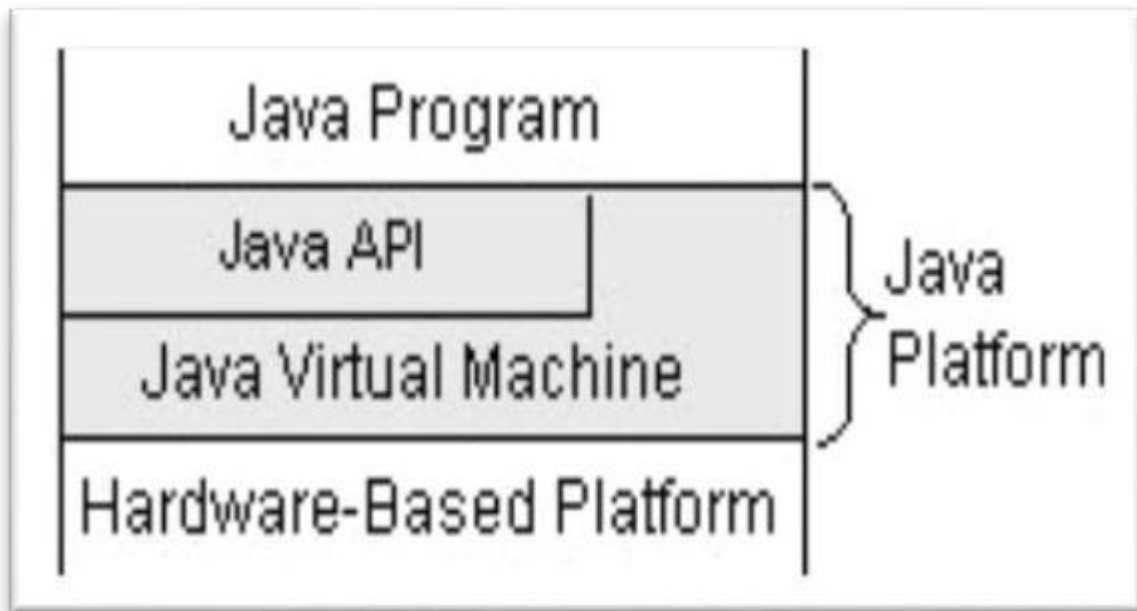 Java Program
Java API
Java Virtual Machine
Hardware-Based Platform
Java
Platform